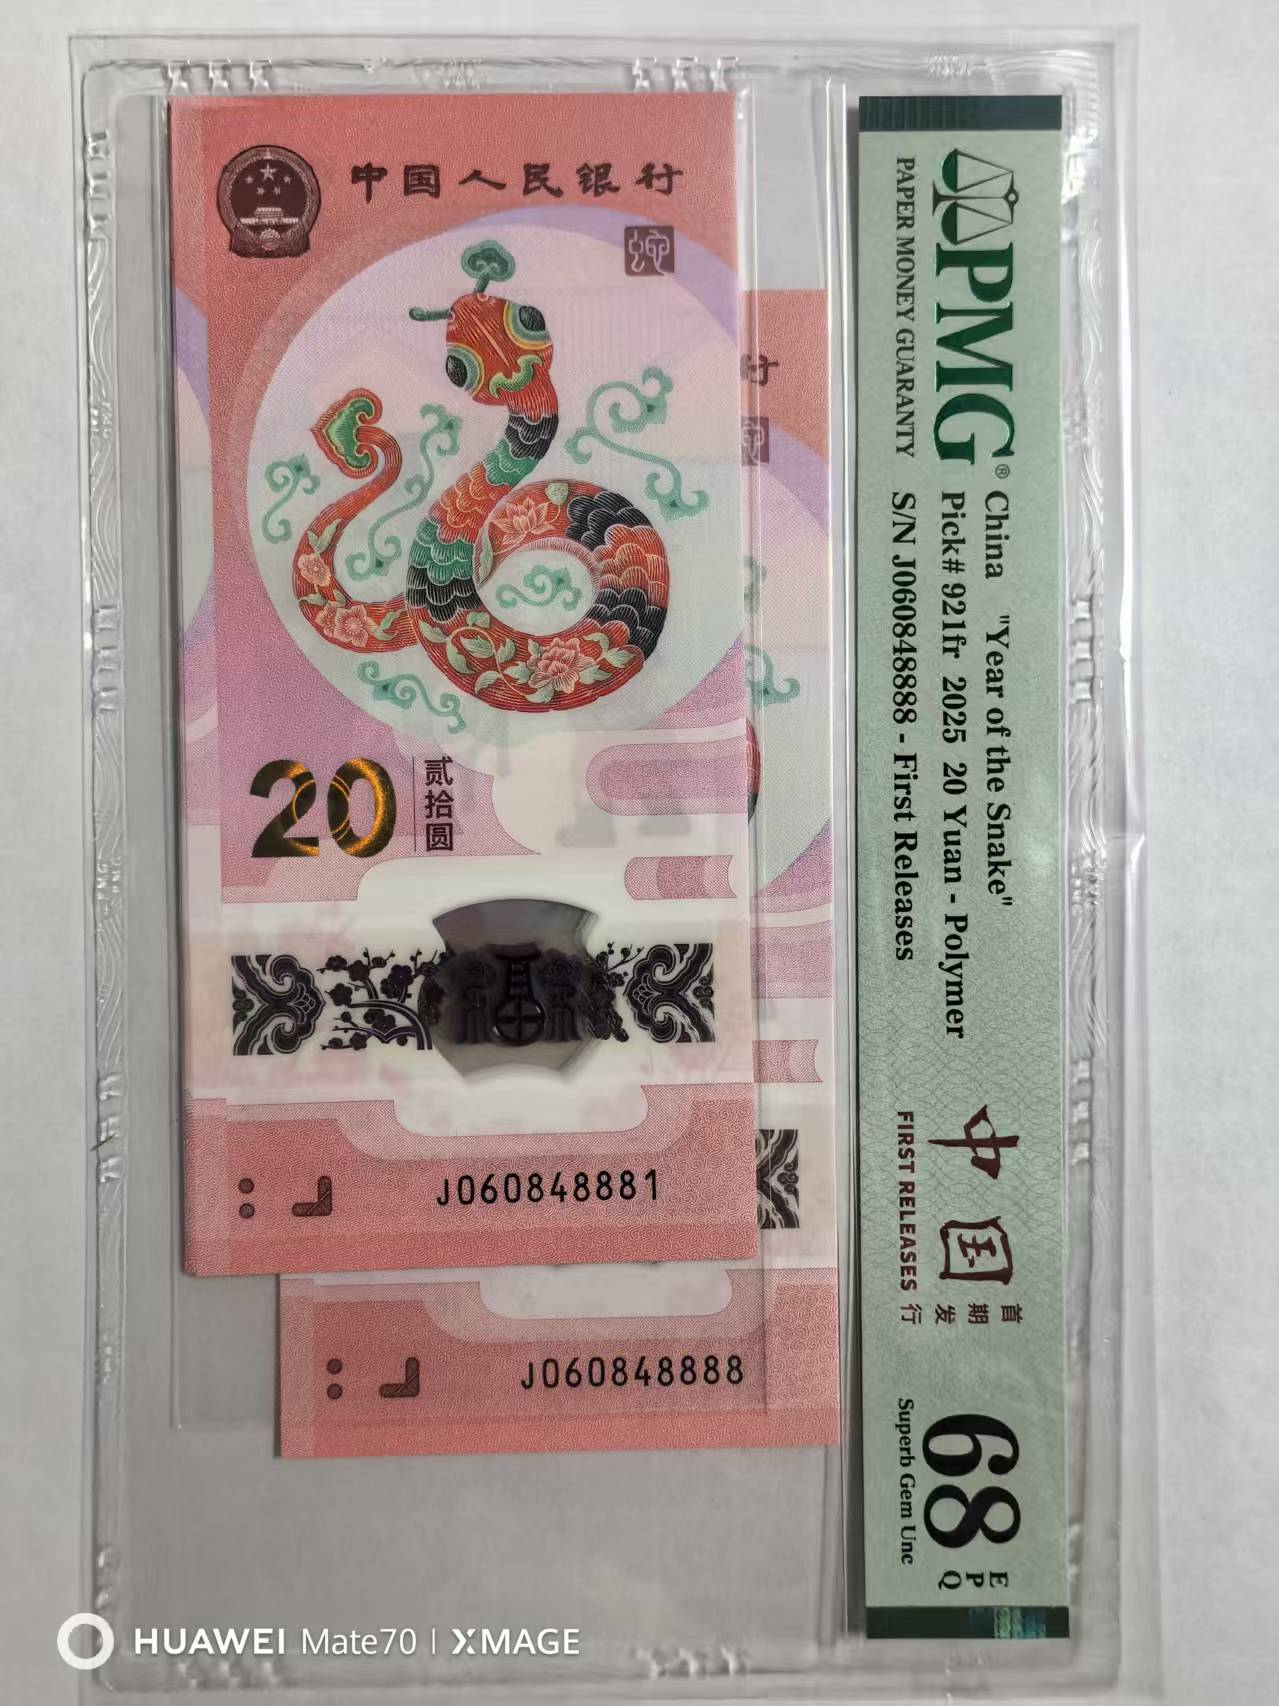 中国人民银行
蛇
20
贰拾圆
J060848881
行
J060848888
PMG®
PAPER MONEY GUARANTY
China "Year of the Snake"
Pick# 921fr 2025 20 Yuan - Polymer
S/N J060848888 - First Releases
中国
首期发行
FIRST RELEASES
68
EPQ
Superb Gem Unc
HUAWEI Mate70 | XMAGE